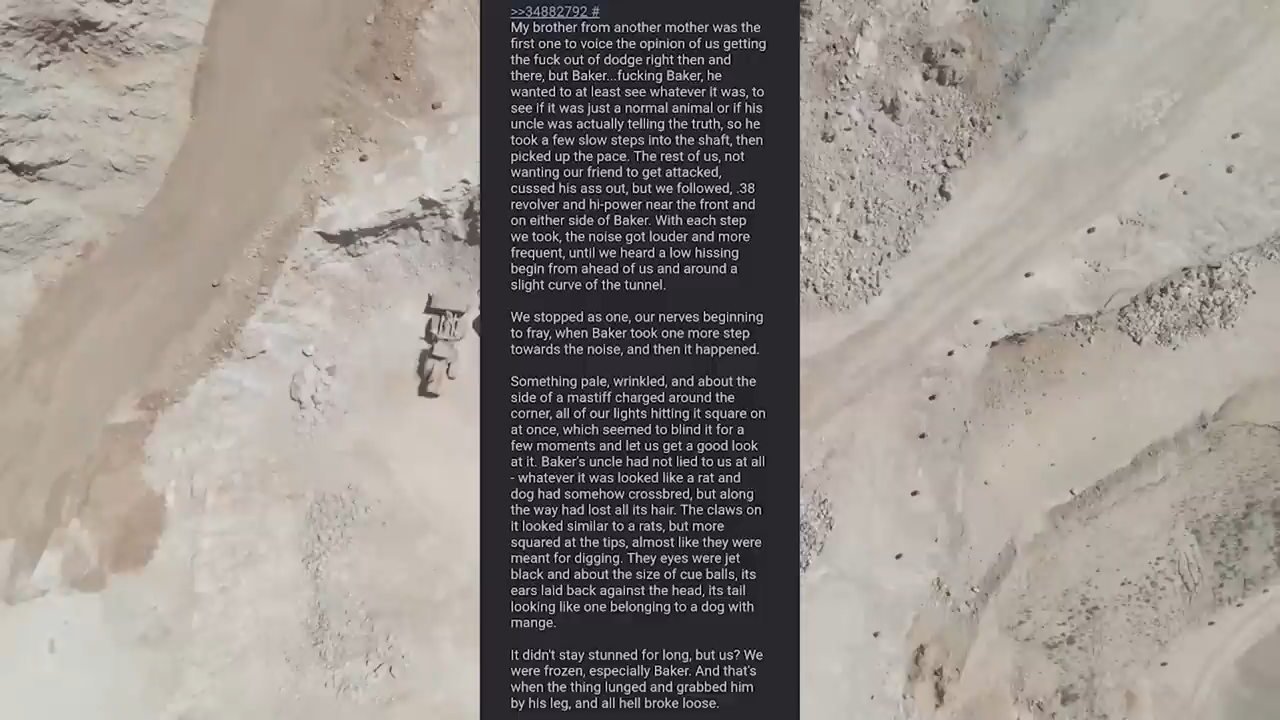 >>34882792 #
My brother from another mother was the
first one to voice the opinion of us getting
the fuck out of dodge right then and
there, but Baker...fucking Baker, he
wanted to at least see whatever it was, to
see if it was just a normal animal or if his
uncle was actually telling the truth, so he
took a few slow steps into the shaft, then
picked up the pace. The rest of us, not
wanting our friend to get attacked,
cussed his ass out, but we followed, .38
revolver and hi-power near the front and
on either side of Baker. With each step
we took, the noise got louder and more
frequent, until we heard a low hissing
begin from ahead of us and around a
slight curve of the tunnel.
We stopped as one, our nerves beginning
to fray, when Baker took one more step
towards the noise, and then it happened.
Something pale, wrinkled, and about the
side of a mastiff charged around the
corner, all of our lights hitting it square on
at once, which seemed to blind it for a
few moments and let us get a good look
at it. Baker's uncle had not lied to us at all
- whatever it was looked like a rat and
dog had somehow crossbred, but along
the way had lost all its hair. The claws on
it looked similar to a rats, but more
squared at the tips, almost like they were
meant for digging. They eyes were jet
black and about the size of cue balls, its
ears laid back against the head, its tail
looking like one belonging to a dog with
mange.
It didn't stay stunned for long, but us? We
were frozen, especially Baker. And that's
when the thing lunged and grabbed him
by his leg, and all hell broke loose.